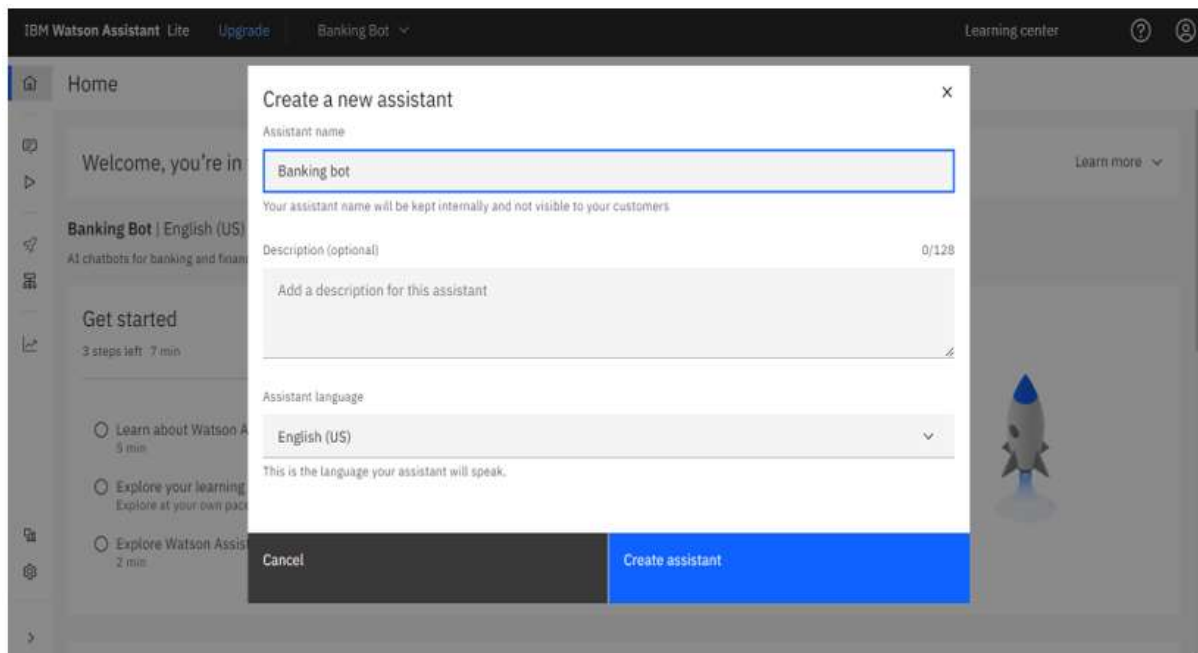 IBM Watson Assistant Lite Upgrade Banking Bot Learning center
Home
Create a new assistant
Assistant name
Welcome, you're in
Banking bot
Learn more
Your assistant name will be kept internally and not visible to your customers
Banking Bot | English (US)
Description (optional) 0/128
AI chatbots for banking and finan
Add a description for this assistant
Get started
3 steps left 7 min
Assistant language
Learn about Watson A
English (US)
5 min
This is the language your assistant will speak.
Explore your learning
Explore at your own pace
Explore Watson Assis
2 min
Cancel Create assistant